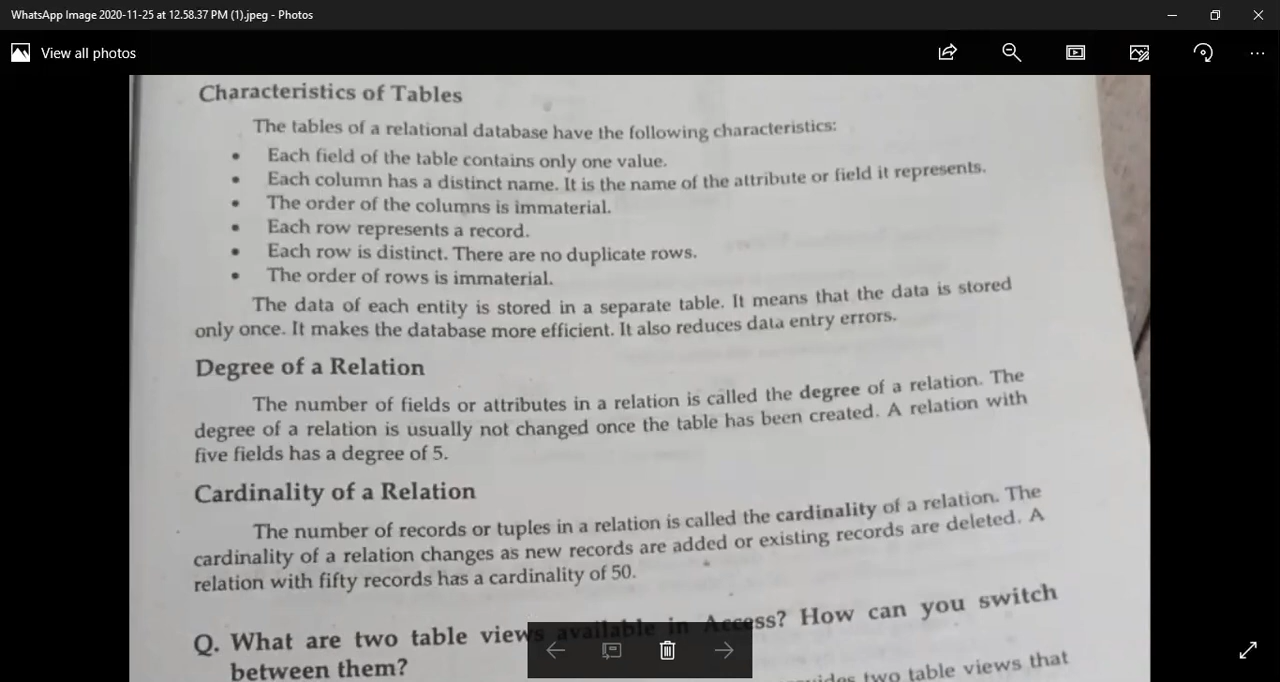 WhatsApp Image 2020-11-25 at 12.58.37 PM (1).jpeg - Photos
View all photos
Characteristics of Tables
The tables of a relational database have the following characteristics:
• Each field of the table contains only one value.
• Each column has a distinct name. It is the name of the attribute or field it represents.
• The order of the columns is immaterial.
• Each row represents a record.
• Each row is distinct. There are no duplicate rows.
• The order of rows is immaterial.
The data of each entity is stored in a separate table. It means that the data is stored
only once. It makes the database more efficient. It also reduces data entry errors.
Degree of a Relation
The number of fields or attributes in a relation is called the degree of a relation. The
degree of a relation is usually not changed once the table has been created. A relation with
five fields has a degree of 5.
Cardinality of a Relation
The number of records or tuples in a relation is called the cardinality of a relation. The
cardinality of a relation changes as new records are added or existing records are deleted. A
relation with fifty records has a cardinality of 50.
Q. What are two table views available in Access? How can you switch
between them?
two table views that